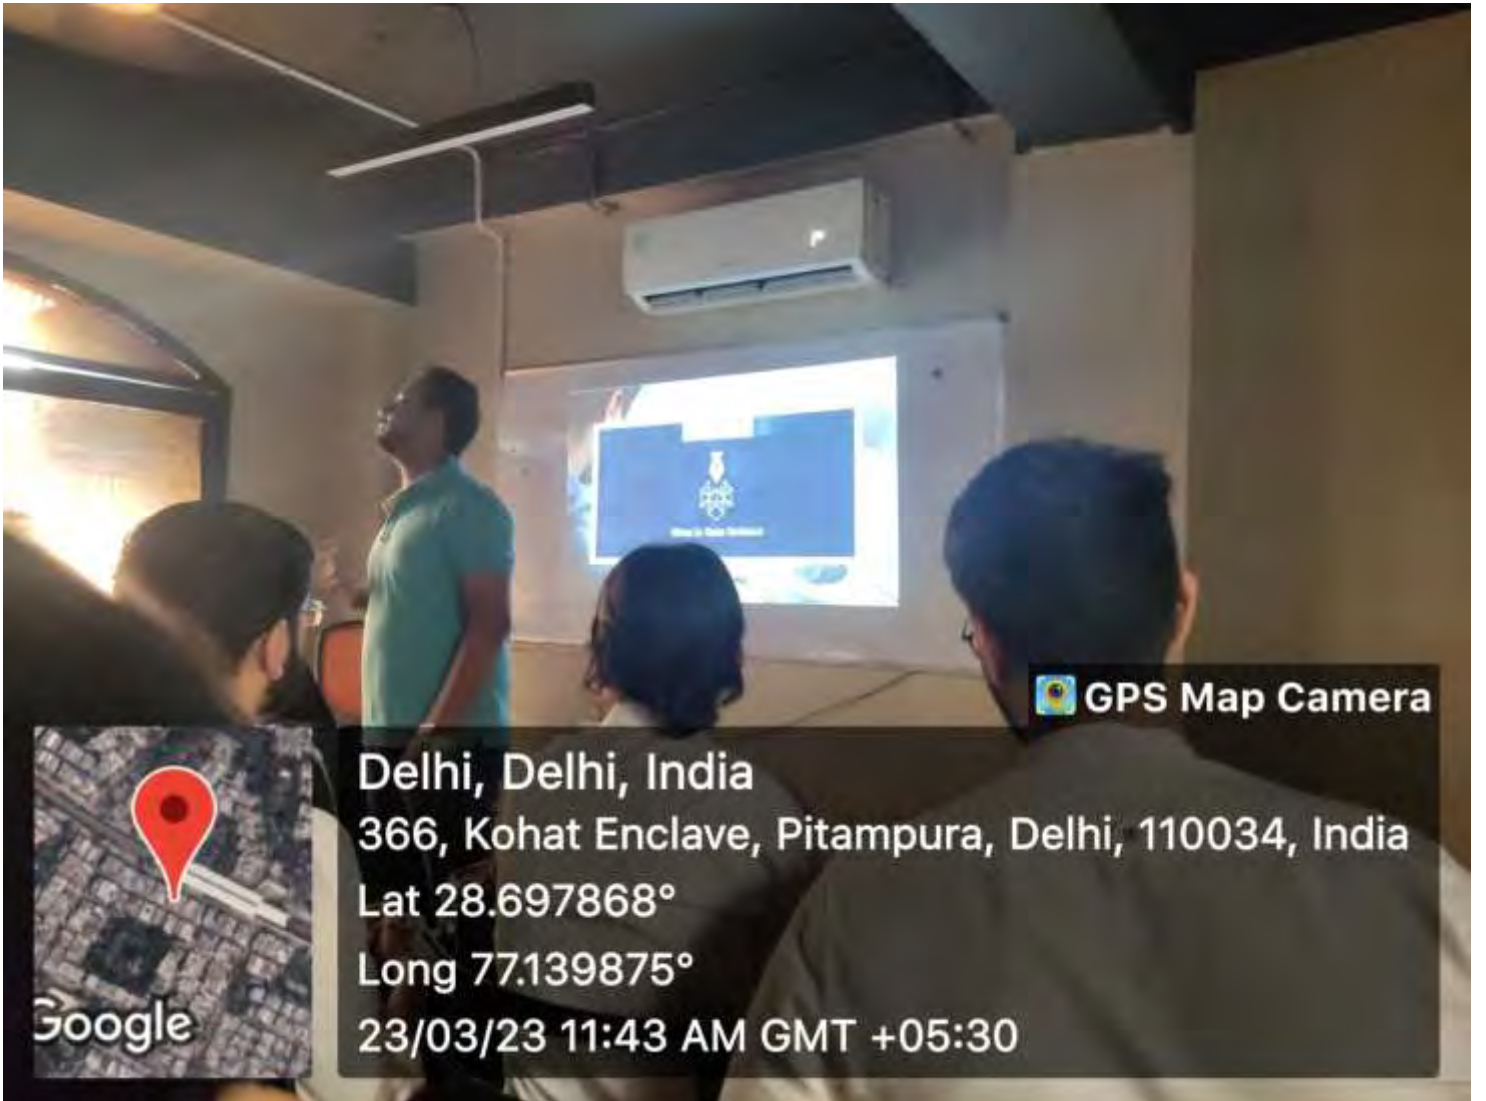 GPS Map Camera
Delhi, Delhi, India
366, Kohat Enclave, Pitampura, Delhi, 110034, India
Lat 28.697868°
Long 77.139875°
23/03/23 11:43 AM GMT +05:30
Google